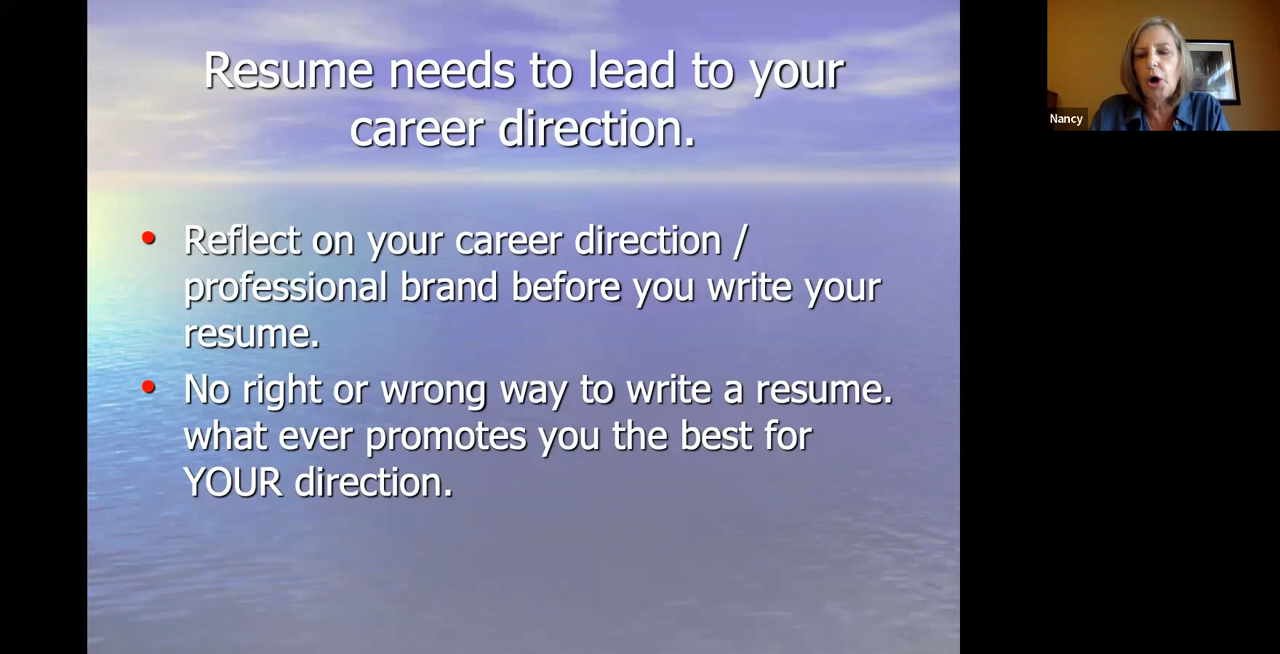 Resume needs to lead to your
career direction.
• Reflect on your career direction /
professional brand before you write your
resume.
• No right or wrong way to write a resume.
what ever promotes you the best for
YOUR direction.
Nancy